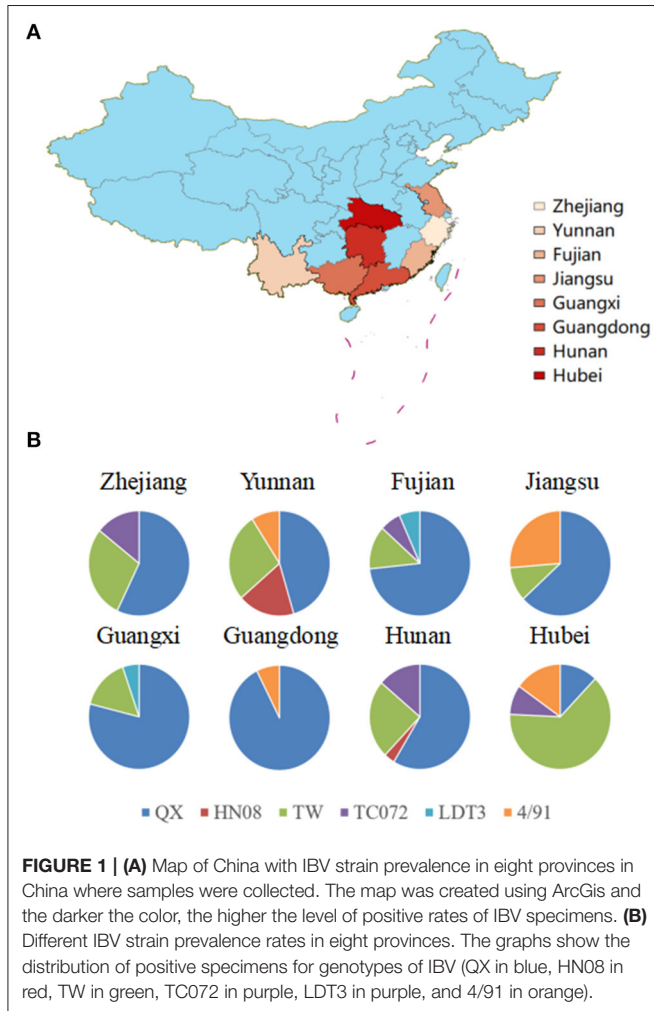 A
Zhejiang
Yunnan
Fujian
Jiangsu
Guangxi
Guangdong
Hunan
Hubei
B
Zhejiang Yunnan Fujian Jiangsu
Guangxi Guangdong Hunan Hubei
QX HN08 TW TC072 LDT3 4/91
FIGURE 1 | (A) Map of China with IBV strain prevalence in eight provinces in
China where samples were collected. The map was created using ArcGis and
the darker the color, the higher the level of positive rates of IBV specimens. (B)
Different IBV strain prevalence rates in eight provinces. The graphs show the
distribution of positive specimens for genotypes of IBV (QX in blue, HN08 in
red, TW in green, TC072 in purple, LDT3 in purple, and 4/91 in orange).